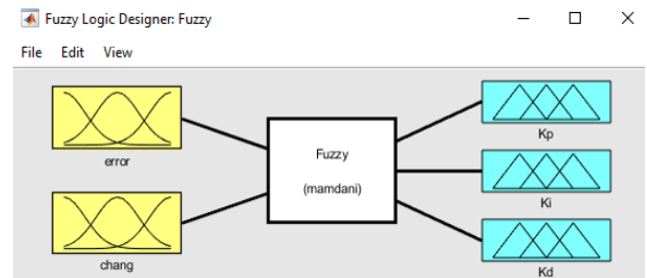 Fuzzy Logic Designer: Fuzzy
File Edit View
error
chang
Fuzzy
(mamdani)
Kp
Ki
Kd